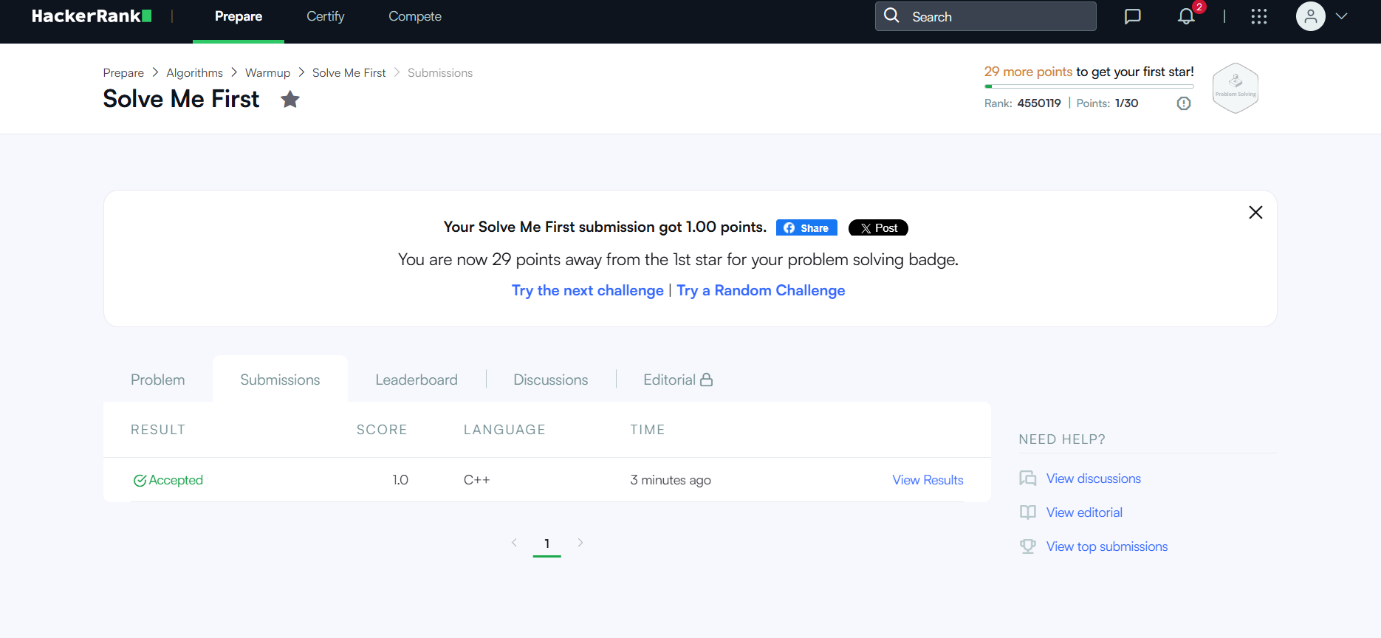 HackerRank | Prepare Certify Compete Search 2 |
Prepare > Algorithms > Warmup > Solve Me First > Submissions
Solve Me First
29 more points to get your first star!
Rank: 4550119 | Points: 1/30
Problem Solving
Your Solve Me First submission got 1.00 points. Share Post
You are now 29 points away from the 1st star for your problem solving badge.
Try the next challenge | Try a Random Challenge
Problem Submissions Leaderboard Discussions Editorial
RESULT SCORE LANGUAGE TIME
Accepted 1.0 C++ 3 minutes ago View Results
< 1 >
NEED HELP?
View discussions
View editorial
View top submissions